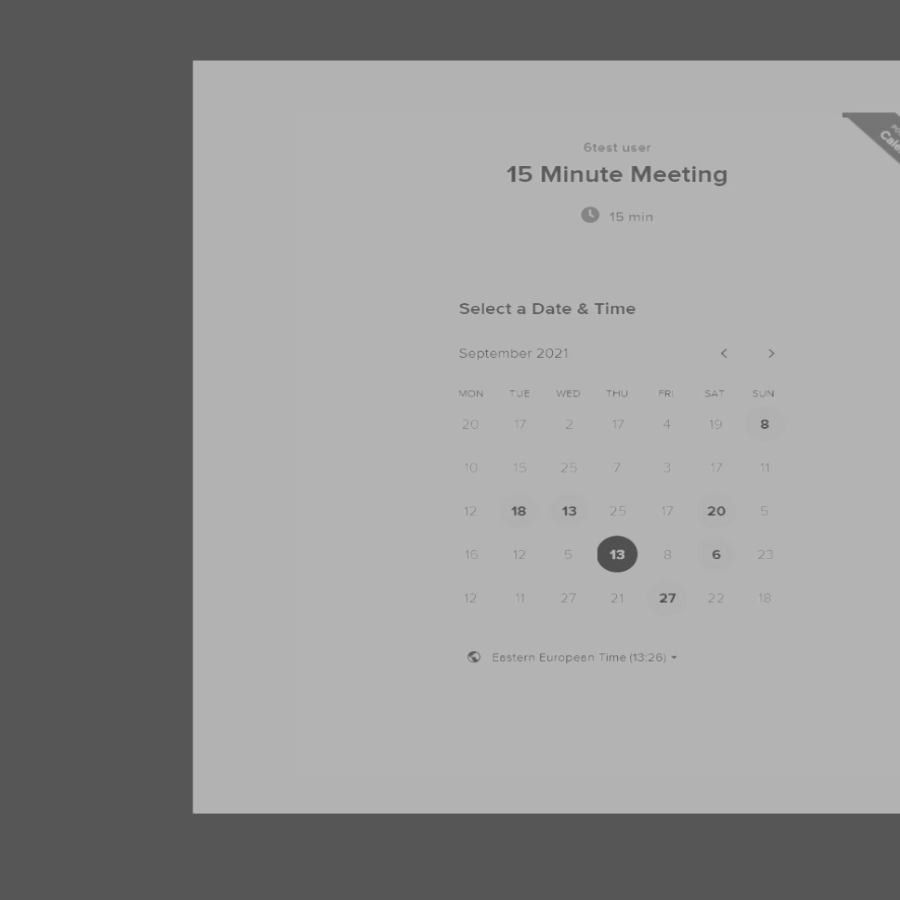 6test user
15 Minute Meeting
15 min
Select a Date & Time
September 2021
MON TUE WED THU FRI SAT SUN
20 17 2 17 4 19 8
10 15 25 7 3 17 11
12 18 13 25 17 20 5
16 12 5 13 8 6 23
12 11 27 21 27 22 18
Eastern European Time (13:26)